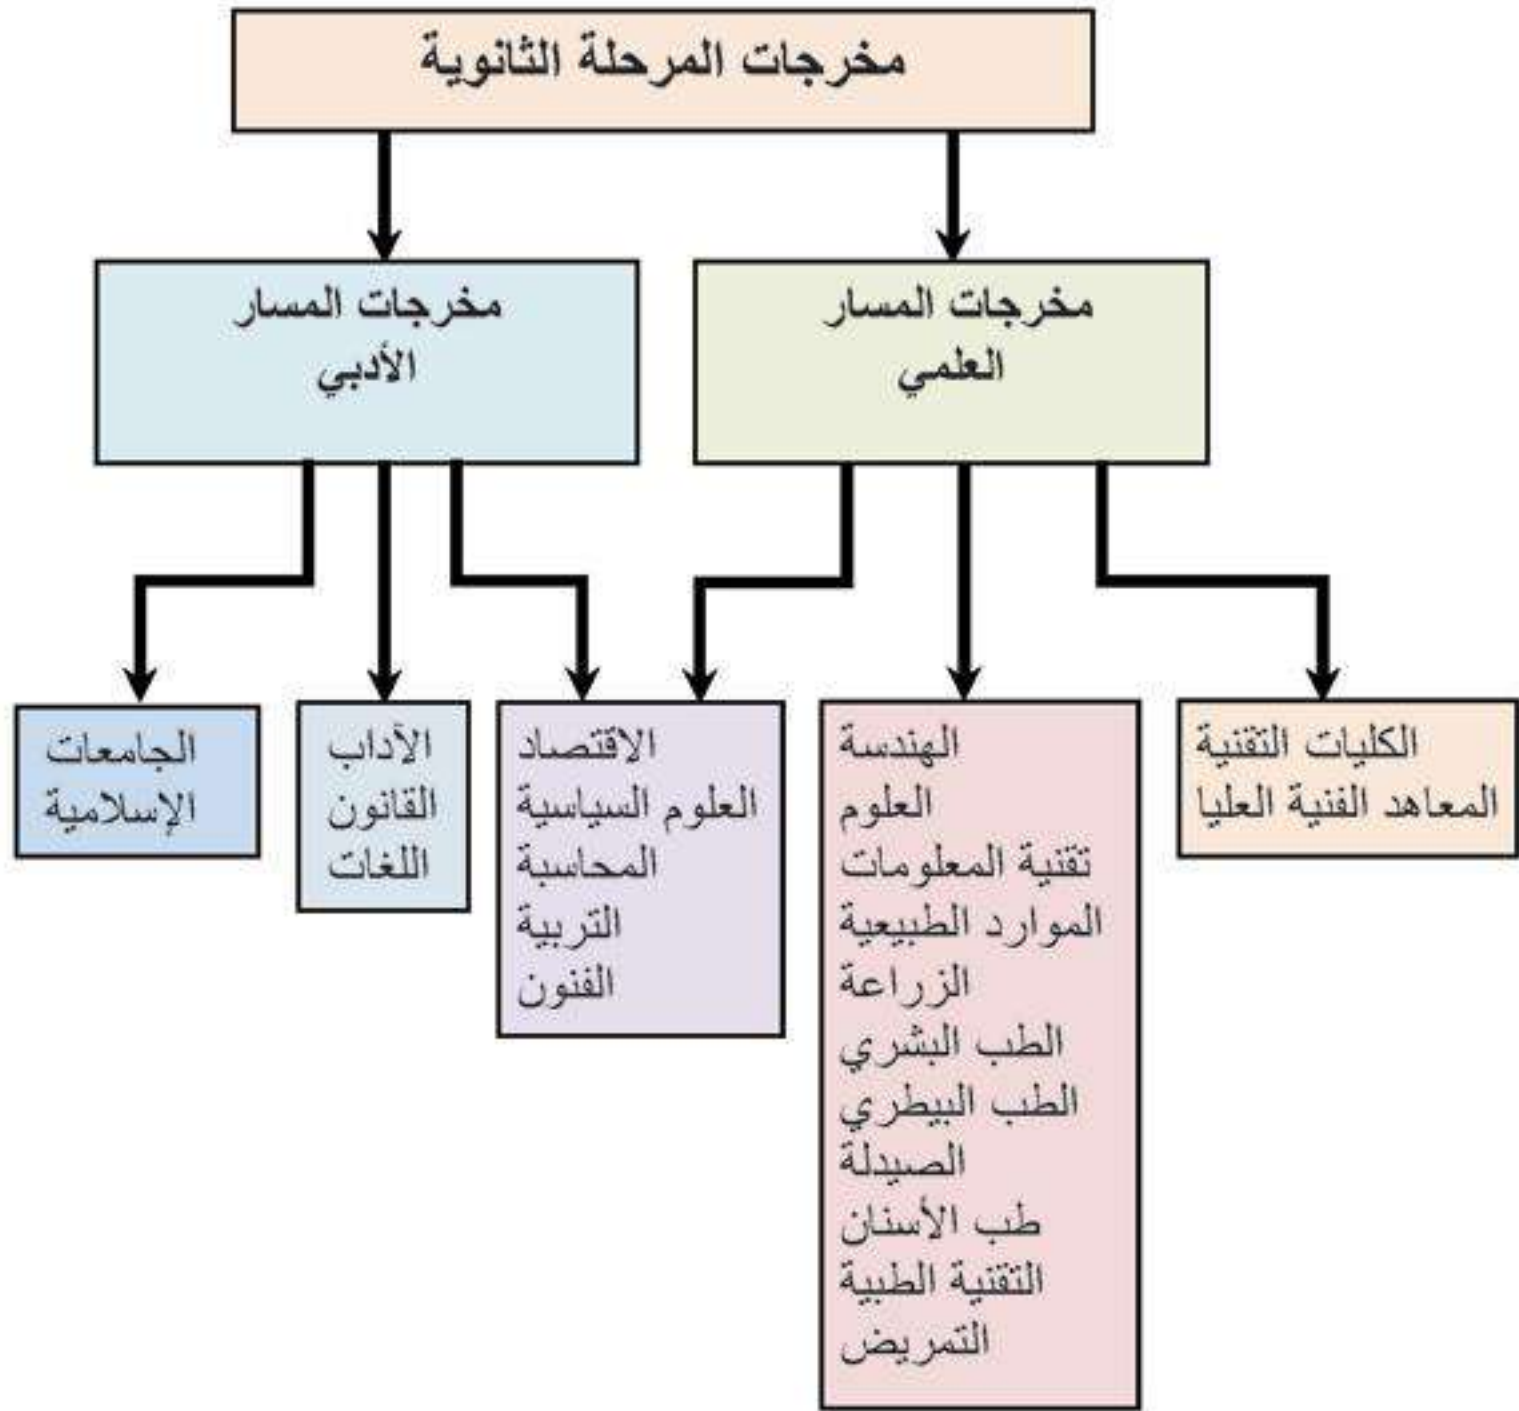 مخرجات المرحلة الثانوية
مخرجات المسار
العلمي
مخرجات المسار
الأدبي
الكليات التقنية
المعاهد الفنية العليا
الهندسة
العلوم
تقنية المعلومات
الموارد الطبيعية
الزراعة
الطب البشري
الطب البيطري
الصيدلة
طب الأسنان
التقنية الطبية
التمريض
الاقتصاد
العلوم السياسية
المحاسبة
التربية
الفنون
الآداب
القانون
اللغات
الجامعات
الإسلامية